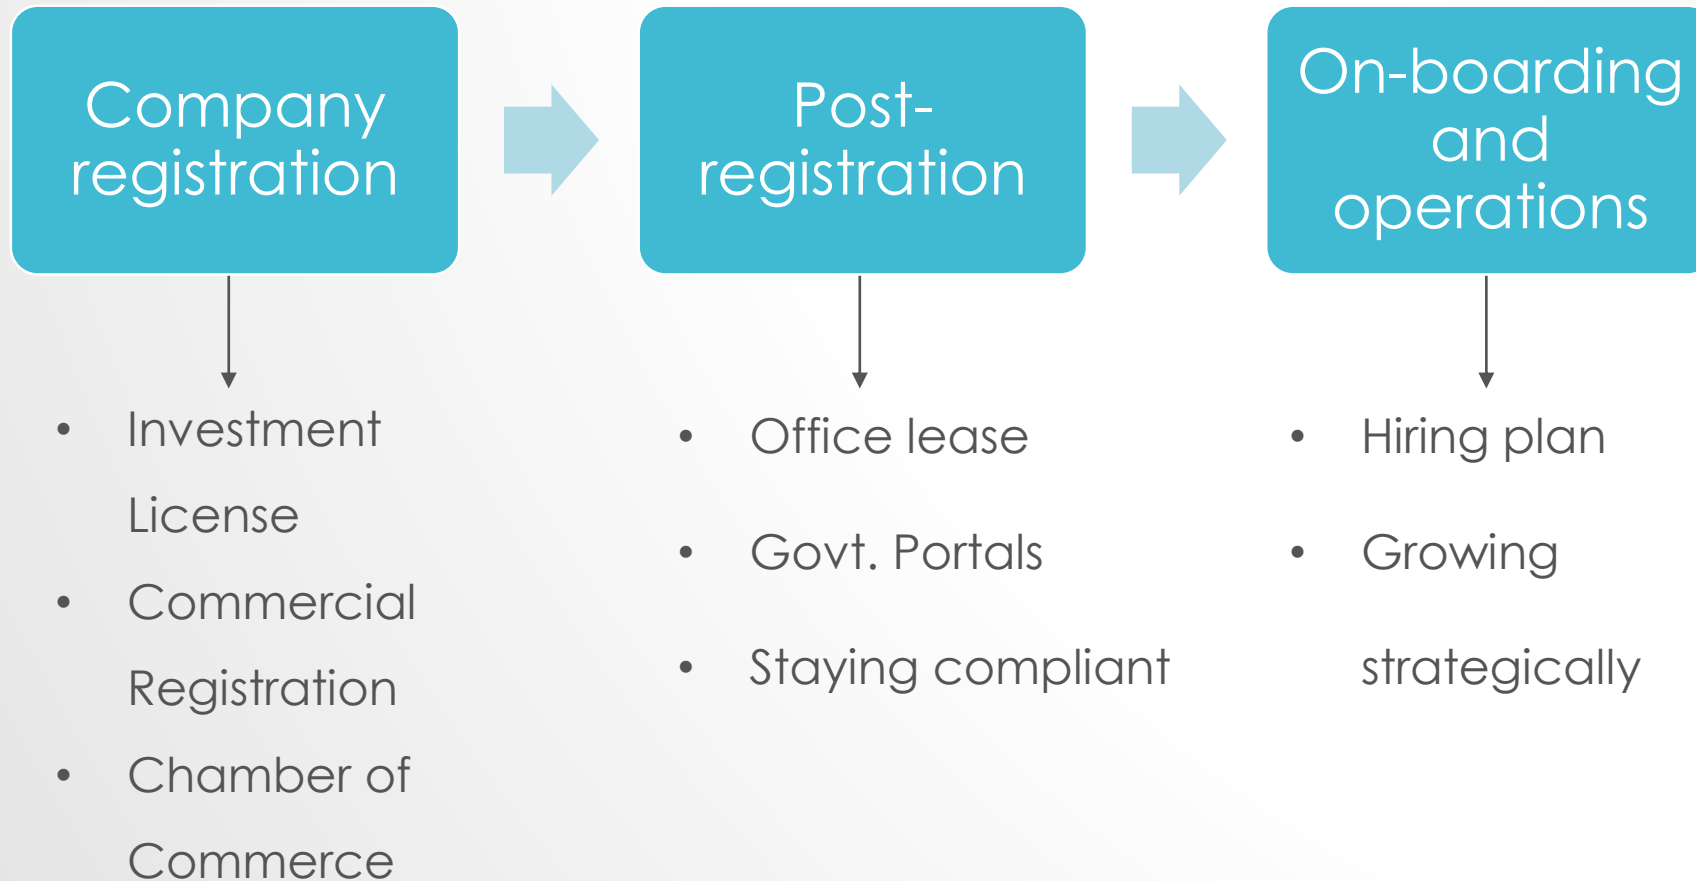 Company
registration
Post-
registration
On-boarding
and
operations
• Investment
License
• Commercial
Registration
• Chamber of
Commerce
• Office lease
• Govt. Portals
• Staying compliant
• Hiring plan
• Growing
strategically